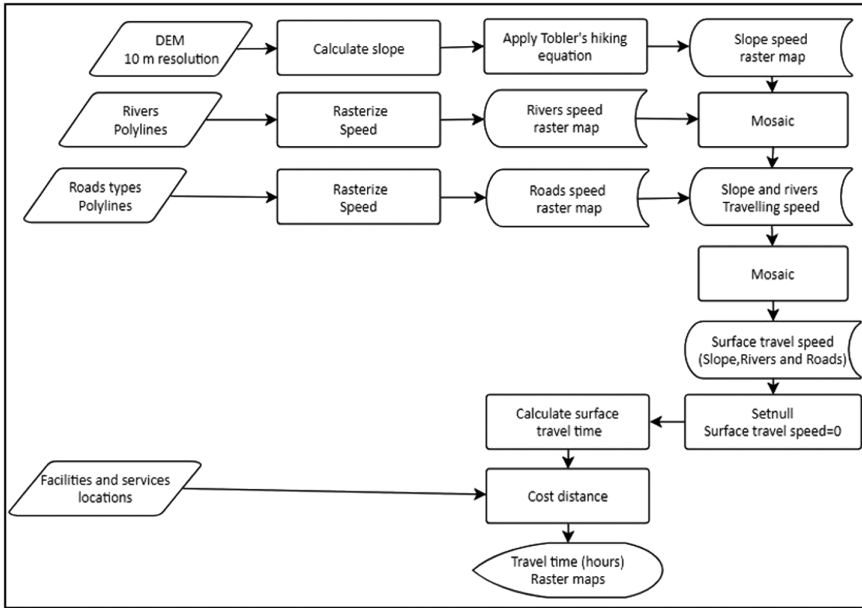 DEM
10 m resolution
Calculate slope
Apply Tobler's hiking
equation
Slope speed
raster map
Rivers
Polylines
Rasterize
Speed
Rivers speed
raster map
Mosaic
Roads types
Polylines
Rasterize
Speed
Roads speed
raster map
Slope and rivers
Travelling speed
Mosaic
Surface travel speed
(Slope,Rivers and Roads)
Calculate surface
travel time
Setnull
Surface travel speed=0
Facilities and services
locations
Cost distance
Travel time (hours)
Raster maps